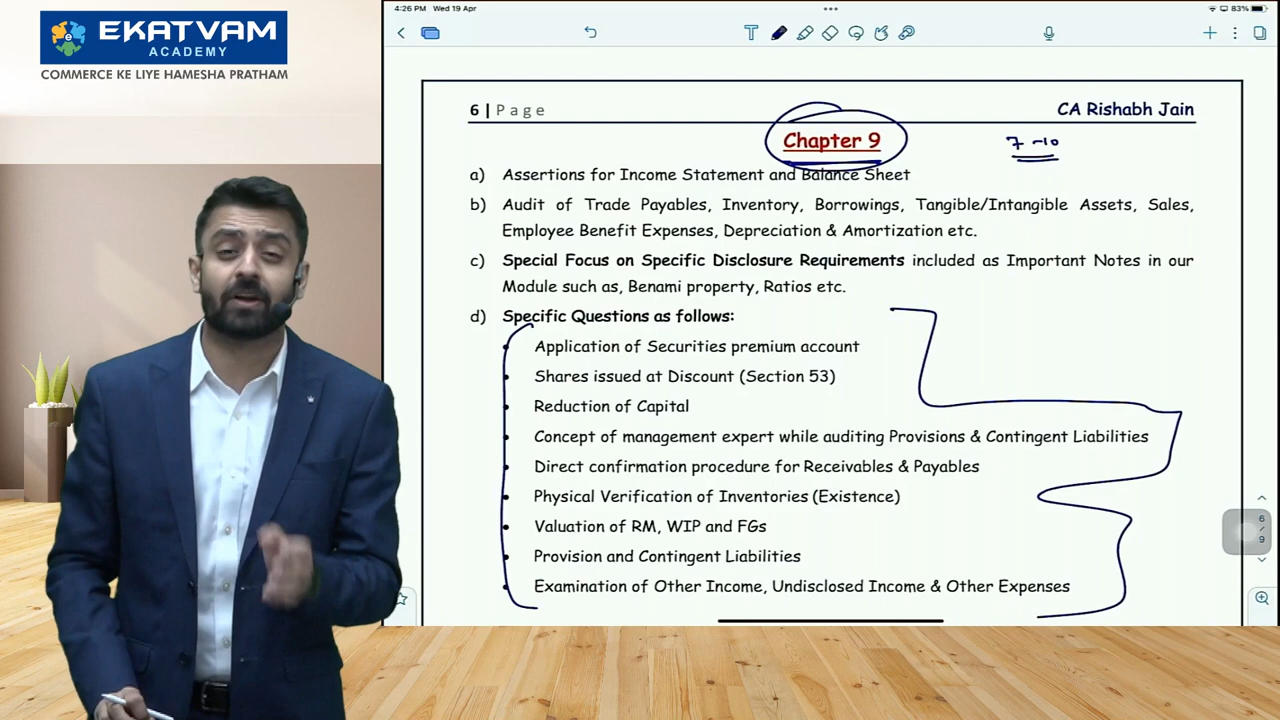 EKATVAM
ACADEMY
COMMERCE KE LIYE HAMESHA PRATHAM
4:26 PM Wed 19 Apr
83%
6 | Page
CA Rishabh Jain
Chapter 9
7 -10
a) Assertions for Income Statement and Balance Sheet
b) Audit of Trade Payables, Inventory, Borrowings, Tangible/Intangible Assets, Sales,
Employee Benefit Expenses, Depreciation & Amortization etc.
c) Special Focus on Specific Disclosure Requirements included as Important Notes in our
Module such as, Benami property, Ratios etc.
d) Specific Questions as follows:
• Application of Securities premium account
• Shares issued at Discount (Section 53)
• Reduction of Capital
• Concept of management expert while auditing Provisions & Contingent Liabilities
• Direct confirmation procedure for Receivables & Payables
• Physical Verification of Inventories (Existence)
• Valuation of RM, WIP and FGs
• Provision and Contingent Liabilities
• Examination of Other Income, Undisclosed Income & Other Expenses
6
/
9